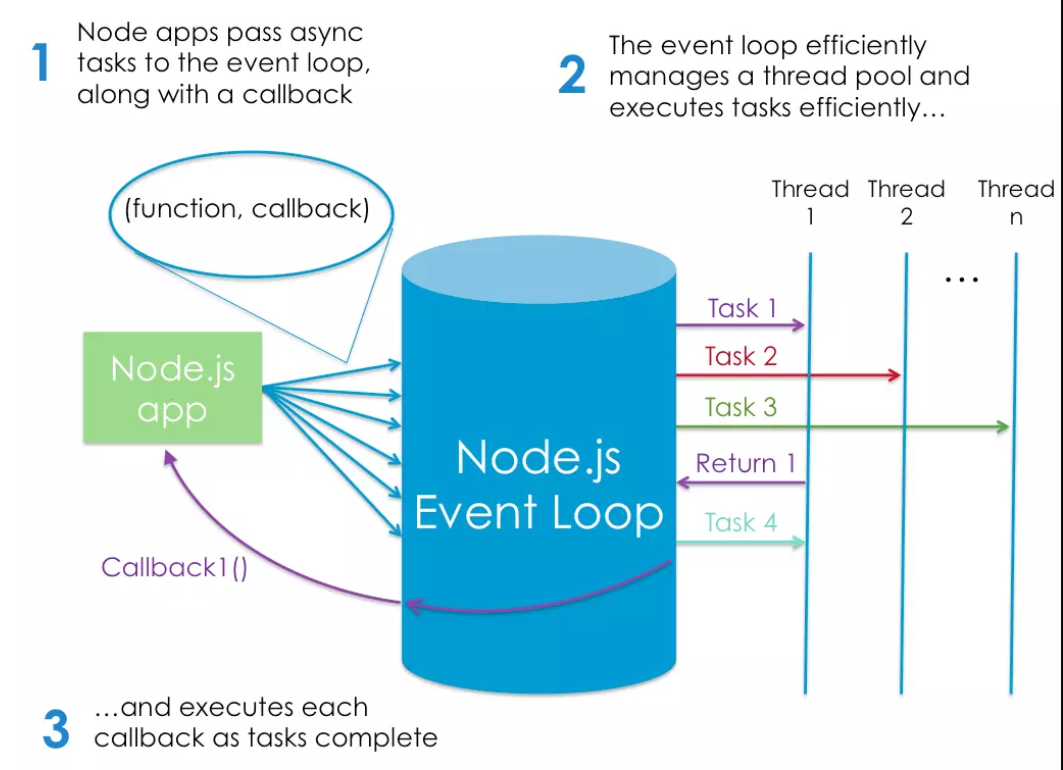 1
Node apps pass async
tasks to the event loop,
along with a callback
2
The event loop efficiently
manages a thread pool and
executes tasks efficiently…
(function, callback)
Thread
1
Thread
2
Thread
n
…
Task 1
Task 2
Task 3
Return 1
Task 4
Node.js
app
Node.js
Event Loop
Callback1()
3
…and executes each
callback as tasks complete